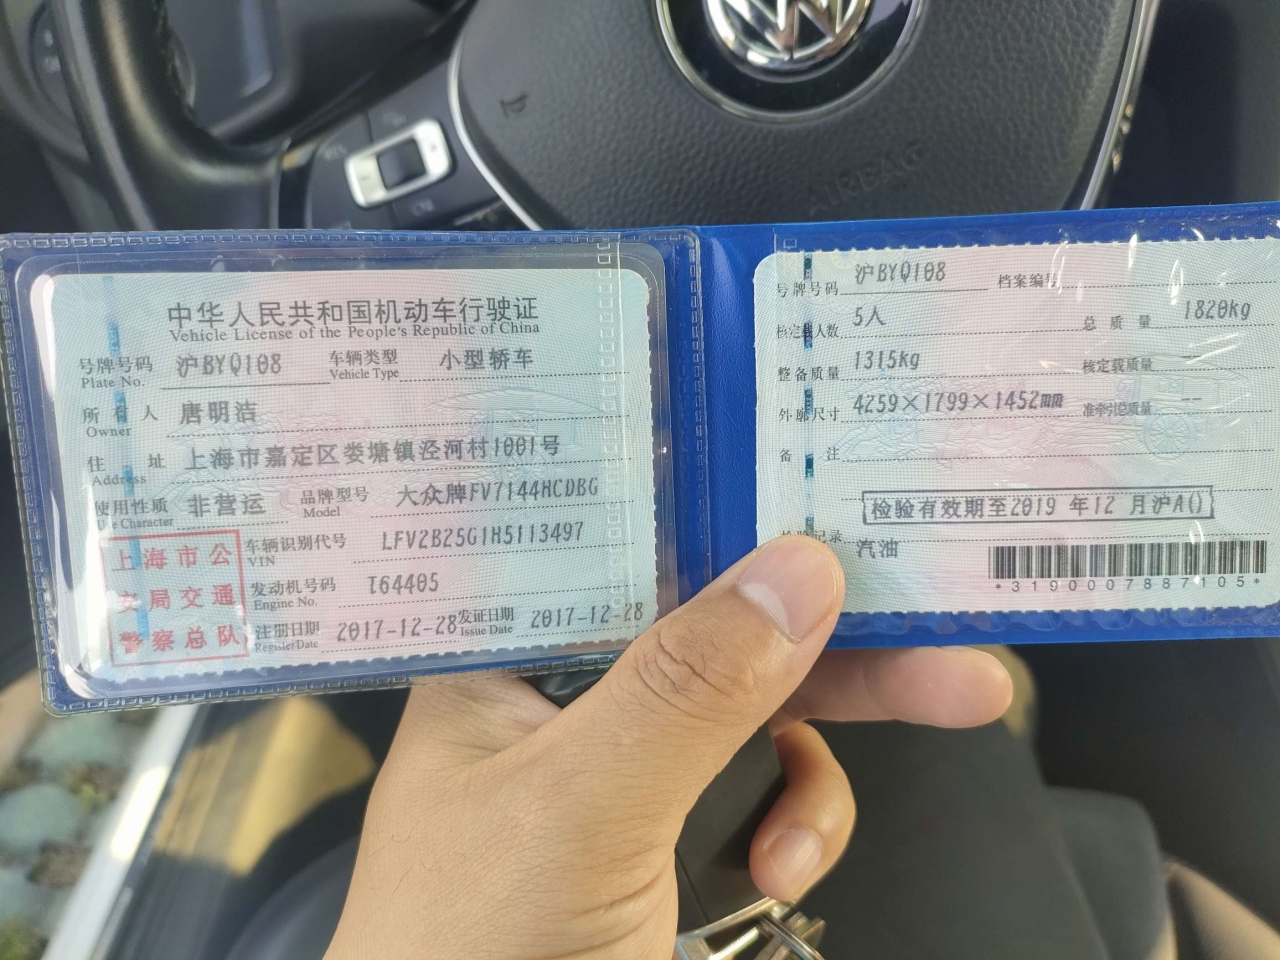 中华人民共和国机动车行驶证
Vehicle License of the People's Republic of China
号牌号码 沪BYQ108 车辆类型 小型轿车
Plate No. Vehicle Type
所有人 唐明洁
Owner
住址 上海市嘉定区娄塘镇泾河村1001号
Address
使用性质 非营运 品牌型号 大众牌FV7144HCDBG
Use Character Model
车辆识别代号 LFV2B25G1H5113497
VIN
发动机号码 T64405
Engine No.
注册日期 2017-12-28 发证日期 2017-12-28
Register Date Issue Date
上海市公
安局交通
警察总队
号牌号码 沪BYQ108 档案编号
核定载人数 5人 总质量 1820kg
整备质量 1315kg 核定载质量 --
外廓尺寸 4259×1799×1452mm 准牵引总质量 --
备注
检验有效期至2019 年12 月沪A()
检验记录 汽油
*3190007887105*
AIRBAG